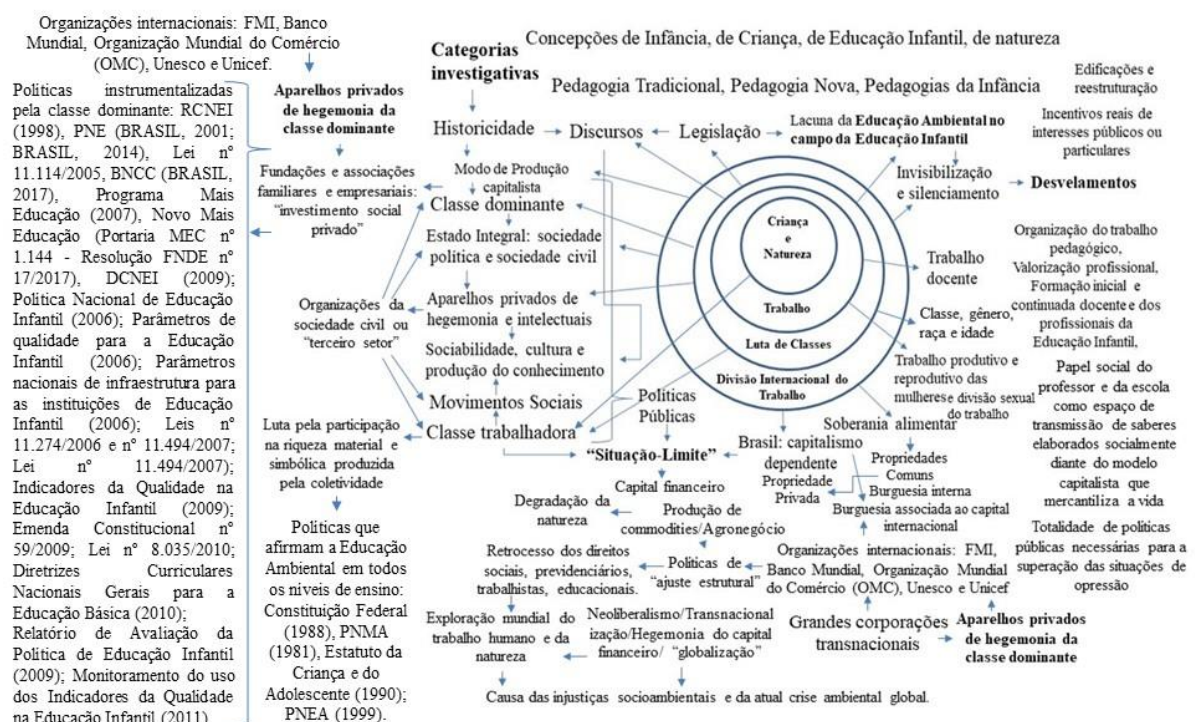 Organizações internacionais: FMI, Banco
Mundial, Organização Mundial do Comércio
(OMC), Unesco e Unicef.
Políticas instrumentalizadas
pela classe dominante: RCNEI
(1998), PNE (BRASIL, 2001;
BRASIL, 2014), Lei nº
11.114/2005, BNCC (BRASIL,
2017), Programa Mais
Educação (2007), Novo Mais
Educação (Portaria MEC nº
1.144 - Resolução FNDE nº
17/2017), DCNEI (2009);
Política Nacional de Educação
Infantil (2006); Parâmetros de
qualidade para a Educação
Infantil (2006); Parâmetros
nacionais de infraestrutura para
as instituições de Educação
Infantil (2006); Leis nº
11.274/2006 e nº 11.494/2007;
Lei nº 11.494/2007);
Indicadores da Qualidade na
Educação Infantil (2009);
Emenda Constitucional nº
59/2009; Lei nº 8.035/2010;
Diretrizes Curriculares
Nacionais Gerais para a
Educação Básica (2010);
Relatório de Avaliação da
Política de Educação Infantil
(2009); Monitoramento do uso
dos Indicadores da Qualidade
na Educação Infantil (2011)
Aparelhos privados
de hegemonia da
classe dominante
Fundações e associações
familiares e empresariais:
"investimento social
privado"
Organizações da
sociedade civil ou
"terceiro setor"
Luta pela participação
na riqueza material e
simbólica produzida
pela coletividade
Políticas que
afirmam a Educação
Ambiental em todos
os níveis de ensino:
Constituição Federal
(1988), PNMA
(1981), Estatuto da
Criança e do
Adolescente (1990);
PNEA (1999).
Categorias
investigativas
Concepções de Infância, de Criança, de Educação Infantil, de natureza
Pedagogia Tradicional, Pedagogia Nova, Pedagogias da Infância
Historicidade
Discursos
Legislação
Lacuna da Educação Ambiental no
campo da Educação Infantil
Invisibilização
e silenciamento
Desvelamentos
Modo de Produção
capitalista
Classe dominante
Estado Integral: sociedade
política e sociedade civil
Aparelhos privados de
hegemonia e intelectuais
Sociabilidade, cultura e
produção do conhecimento
Movimentos Sociais
Classe trabalhadora
Criança
e
Natureza
Trabalho
Luta de Classes
Divisão Internacional do
Trabalho
Trabalho
docente
Classe, gênero,
raça e idade
Trabalho produtivo e
reprodutivo das
mulheres e divisão sexual
do trabalho
Soberania alimentar
Políticas
Públicas
"Situação-Limite"
Brasil: capitalismo
dependente
Propriedade
Privada
Propriedades
Comuns
Burguesia interna
Burguesia associada ao capital
internacional
Capital financeiro
Degradação da
natureza
Produção de
commodities/Agronegócio
Retrocesso dos direitos
sociais, previdenciários,
trabalhistas, educacionais.
Políticas de
"ajuste estrutural"
Organizações internacionais: FMI,
Banco Mundial, Organização Mundial
do Comércio (OMC), Unesco e Unicef
Exploração mundial do
trabalho humano e da
natureza
Neoliberalismo/Transnacional
ização/Hegemonia do capital
financeiro/ "globalização"
Grandes corporações
transnacionais
Aparelhos privados
de hegemonia da
classe dominante
Causa das injustiças socioambientais e da atual crise ambiental global.
Edificações e
reestruturação
Incentivos reais de
interesses públicos ou
particulares
Organização do trabalho
pedagógico,
Valorização profissional,
Formação inicial e
continuada docente e dos
profissionais da
Educação Infantil,
Papel social do
professor e da escola
como espaço de
transmissão de saberes
elaborados socialmente
diante do modelo
capitalista que
mercantiliza a vida
Totalidade de políticas
públicas necessárias para a
superação das situações de
opressão